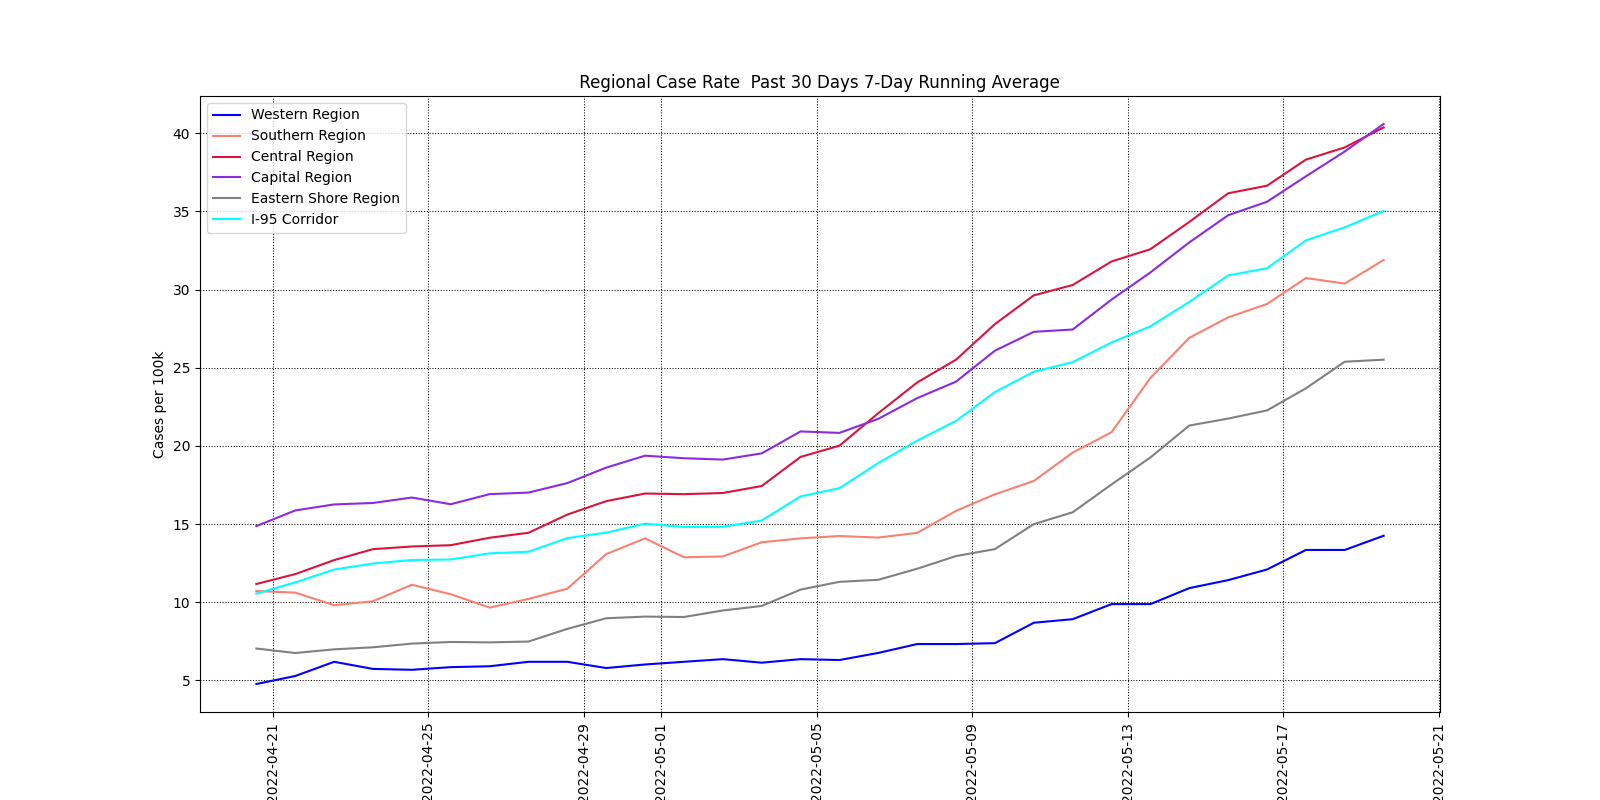 Regional Case Rate  Past 30 Days 7-Day Running Average
Western Region
Southern Region
Central Region
Capital Region
Eastern Shore Region
I-95 Corridor
Cases per 100k
40
35
30
25
20
15
10
5
2022-04-21
2022-04-25
2022-04-29
2022-05-01
2022-05-05
2022-05-09
2022-05-13
2022-05-17
2022-05-21